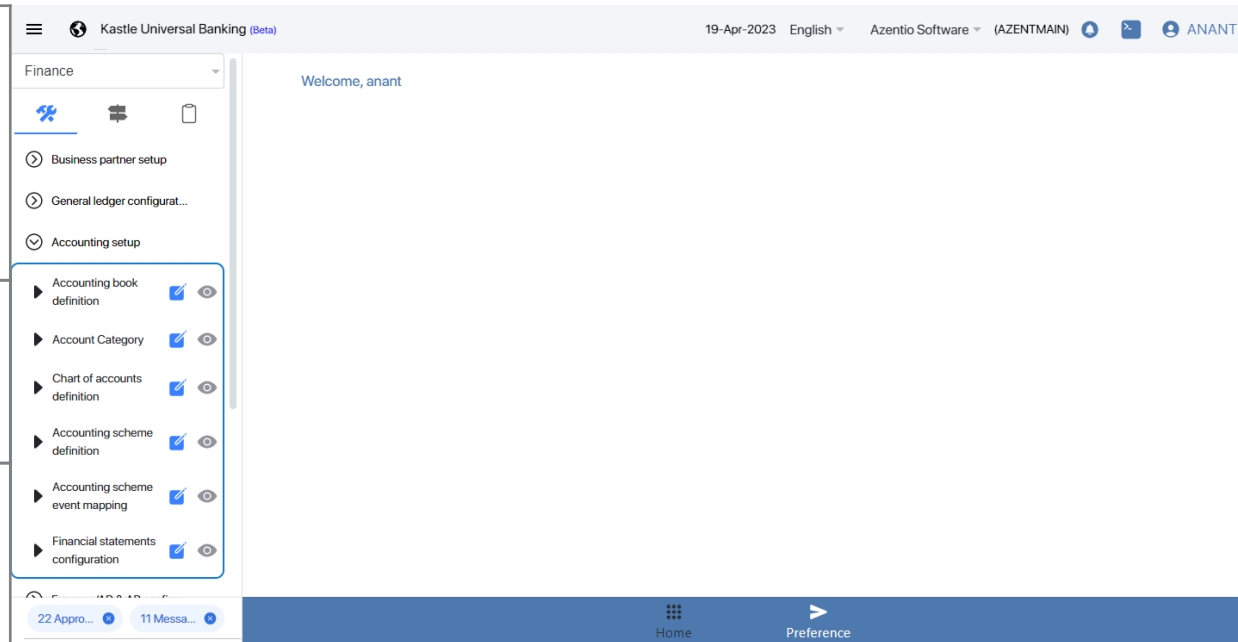 Kastle Universal Banking (Beta)
19-Apr-2023 English Azentio Software (AZENTMAIN) ANANT
Finance
Welcome, anant
Business partner setup
General ledger configurat...
Accounting setup
Accounting book
definition
Account Category
Chart of accounts
definition
Accounting scheme
definition
Accounting scheme
event mapping
Financial statements
configuration
22 Appro... 11 Messa...
Home Preference